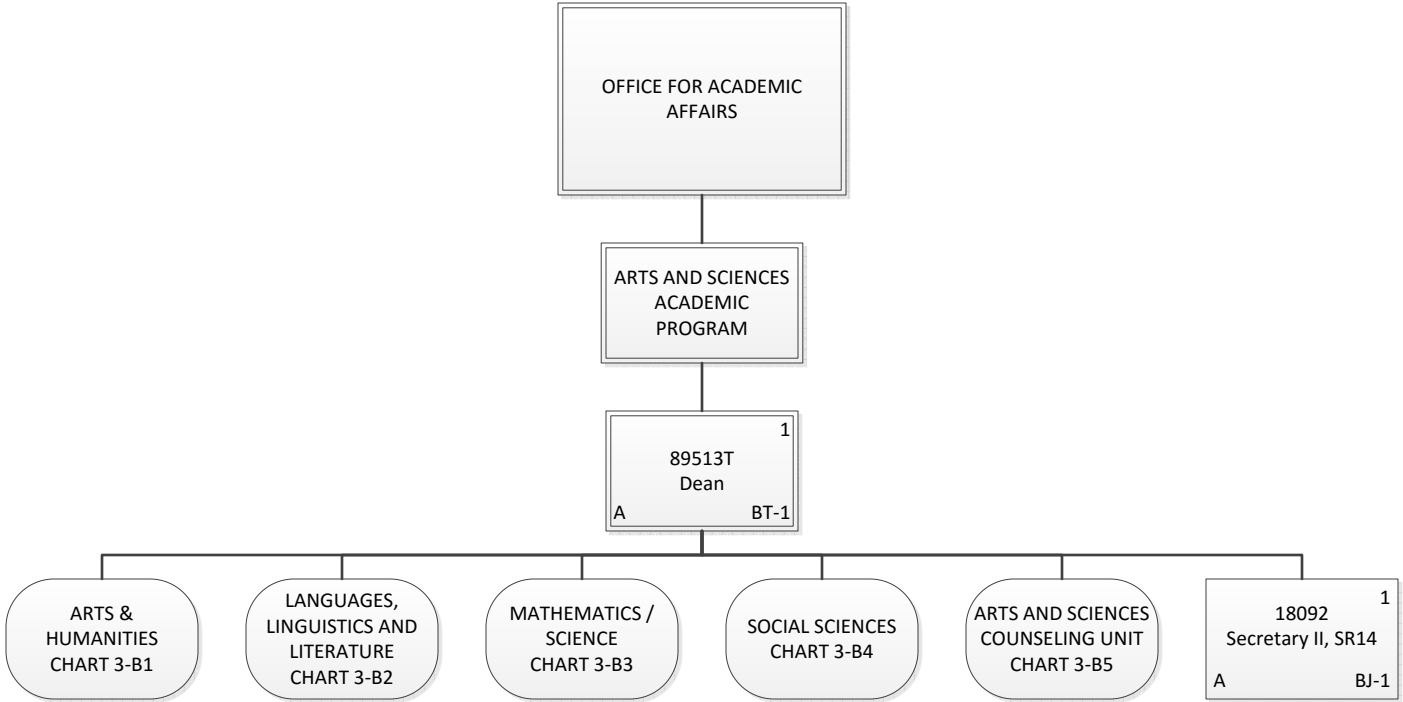 OFFICE FOR ACADEMIC
AFFAIRS
ARTS AND SCIENCES
ACADEMIC
PROGRAM
1
89513T
Dean
A BT-1
ARTS &
HUMANITIES
CHART 3-B1
LANGUAGES,
LINGUISTICS AND
LITERATURE
CHART 3-B2
MATHEMATICS /
SCIENCE
CHART 3-B3
SOCIAL SCIENCES
CHART 3-B4
ARTS AND SCIENCES
COUNSELING UNIT
CHART 3-B5
1
18092
Secretary II, SR14
A BJ-1